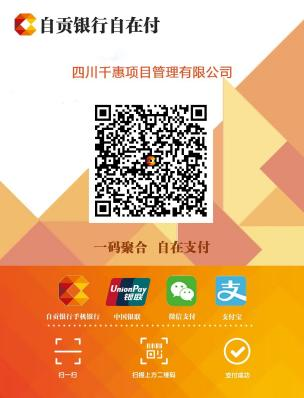 自贡银行自在付
四川千惠项目管理有限公司
一码聚合 自在支付
UnionPay
银联
自贡银行手机银行 中国银联 微信支付 支付宝
扫一扫 扫描上方二维码 支付成功